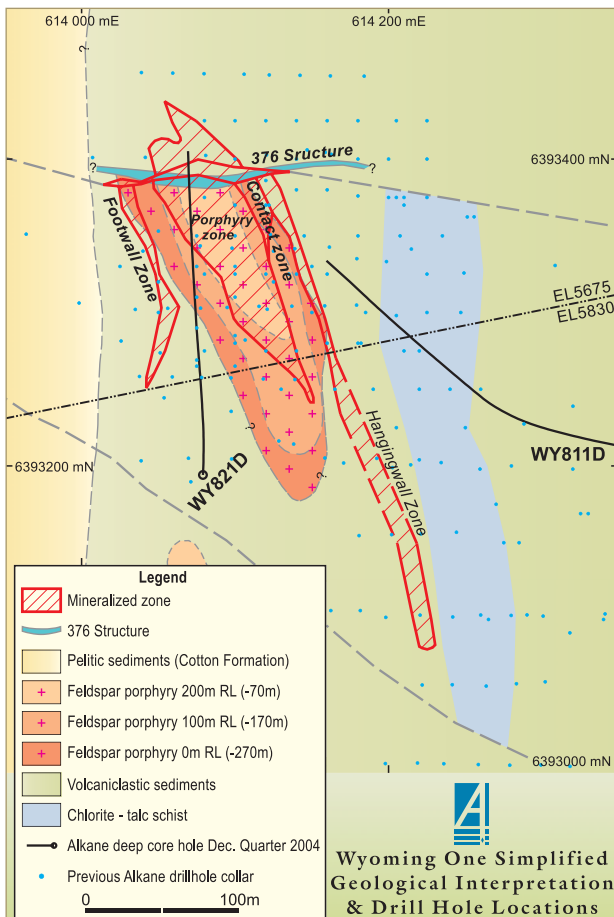 614 000 mE
614 200 mE
?
376 Sructure
?
?
6393400 mN
Footwall Zone
Porphyry
zone
Contact zone
EL5675
EL5830
Hangingwall Zone
WY811D
?
?
6393200 mN
WY821D
Legend
Mineralized zone
376 Structure
Pelitic sediments (Cotton Formation)
Feldspar porphyry 200m RL (-70m)
Feldspar porphyry 100m RL (-170m)
Feldspar porphyry 0m RL (-270m)
Volcaniclastic sediments
Chlorite - talc schist
Alkane deep core hole Dec. Quarter 2004
Previous Alkane drillhole collar
0 100m
6393000 mN
Wyoming One Simplified
Geological Interpretation
& Drill Hole Locations